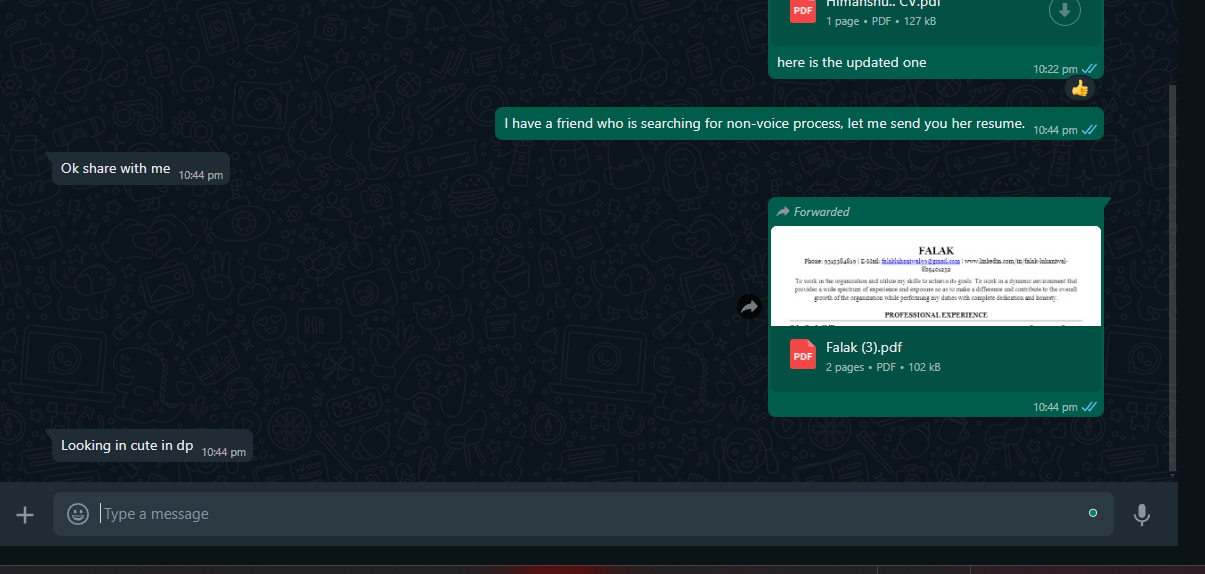 Himanshu.. CV.pdf
PDF
1 page • PDF • 127 kB
here is the updated one
10:22 pm
I have a friend who is searching for non-voice process, let me send you her resume.
10:44 pm
Ok share with me
10:44 pm
Forwarded
FALAK
Phone: | E-Mail: | www.linkedin.com/in/falak-luhaniwal-
To work in the organization and utilize my skills to achieve its goals. To work in a dynamic environment that
provides a wide spectrum of experience and exposure so as to make a difference and contribute to the overall
growth of the organization while performing my duties with complete dedication and honesty.
PROFESSIONAL EXPERIENCE
PDF
Falak (3).pdf
2 pages • PDF • 102 kB
10:44 pm
Looking in cute in dp
10:44 pm
Type a message